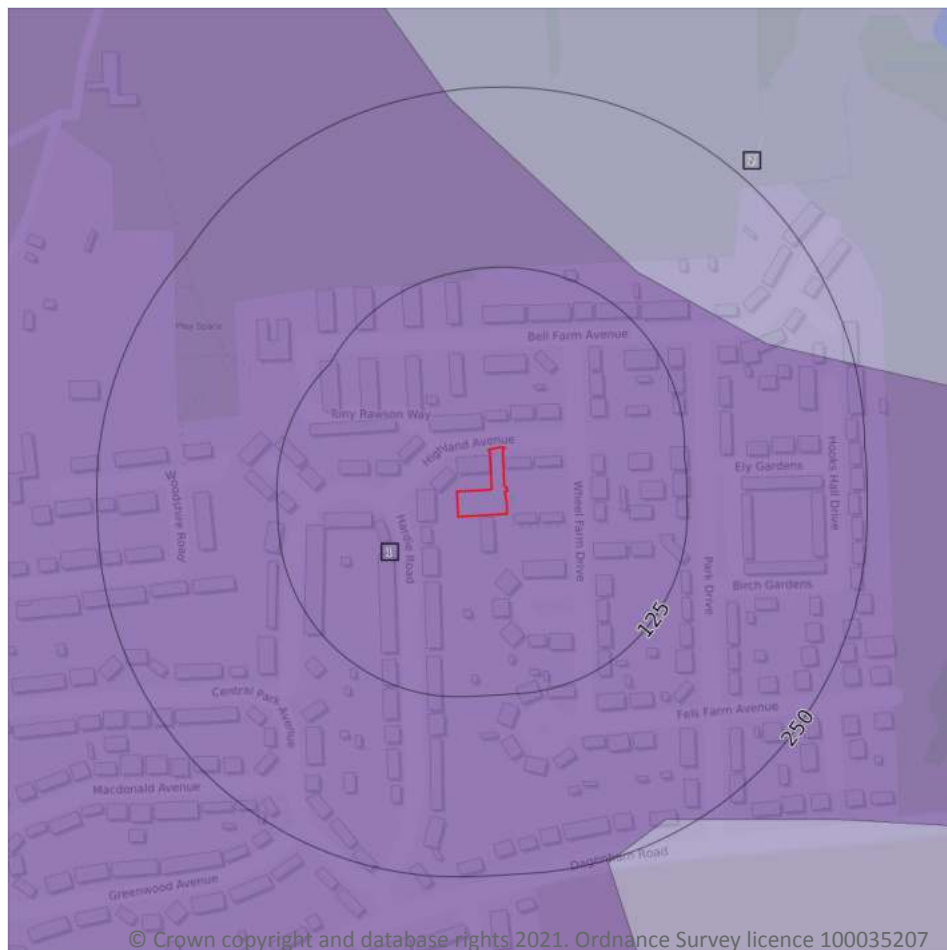 Play Space
Bell Farm Avenue
Tony Rawson Way
Highland Avenue
Ely Gardens
Hooks Hall Drive
Woodshire Road
Hardie Road
Wheel Farm Drive
Park Drive
Birch Gardens
125
Central Park Avenue
Fels Farm Avenue
250
Macdonald Avenue
Dagenham Road
Greenwood Avenue
© Crown copyright and database rights 2021. Ordnance Survey licence 100035207